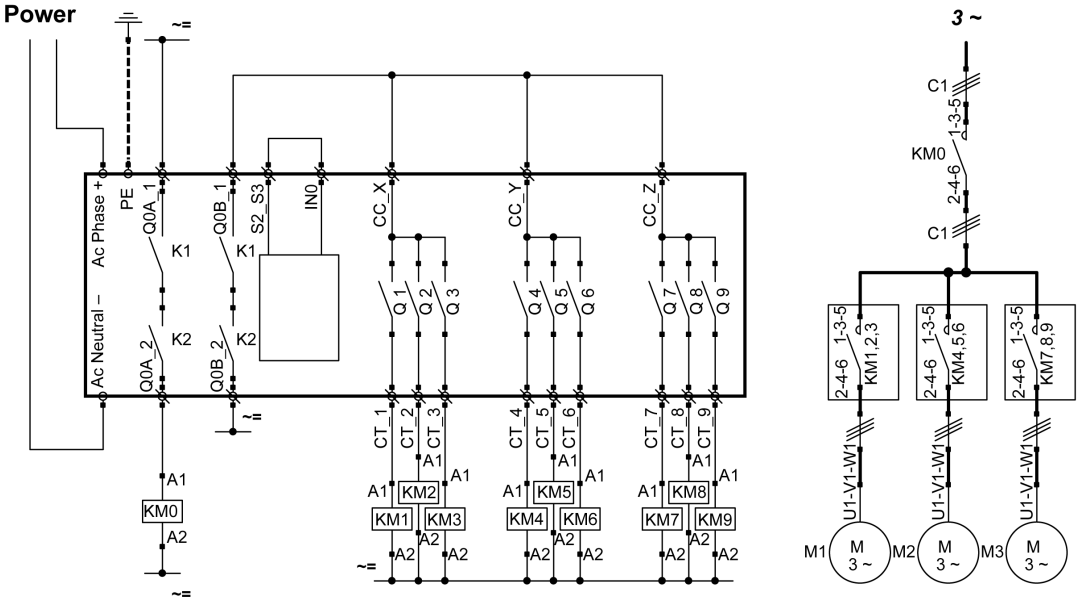 Power
3 ~
~=
C1
1-3-5
KM0
2-4-6
C1
Ac Phase +
PE
Q0A_1
Q0B_1
S2_S3
IN0
CC_X
CC_Y
CC_Z
K1
K1
Q 1
Q 2
Q 3
Q 4
Q 5
Q 6
Q 7
Q 8
Q 9
Ac Neutral –
K2
K2
Q0A_2
Q0B_2
~=
CT_1
CT_2
CT_3
CT_4
CT_5
CT_6
CT_7
CT_8
CT_9
1-3-5
2-4-6
KM1,2,3
1-3-5
2-4-6
KM4,5,6
1-3-5
2-4-6
KM7,8,9
U1-V1-W1
U1-V1-W1
U1-V1-W1
A1
A1
A1
A1
A1
A1
A1
A1
A1
A1
KM0
KM2
KM5
KM8
KM1
KM3
KM4
KM6
KM7
KM9
A2
A2
A2
A2
A2
A2
A2
A2
A2
A2
~=
~=
M1
M
3 ~
M2
M
3 ~
M3
M
3 ~